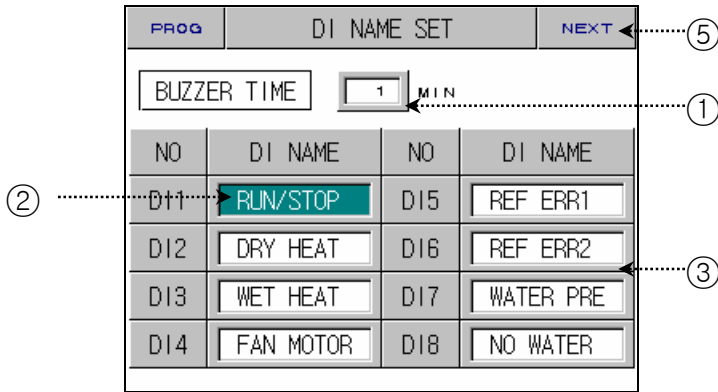 PROG DI NAME SET NEXT ⑤
BUZZER TIME 1 MIN
①
NO DI NAME NO DI NAME
② DI1 RUN/STOP DI5 REF ERR1
DI2 DRY HEAT DI6 REF ERR2
③
DI3 WET HEAT DI7 WATER PRE
DI4 FAN MOTOR DI8 NO WATER